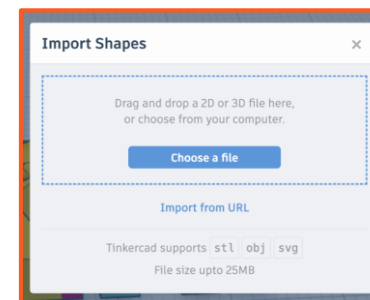 Import Shapes ×
Drag and drop a 2D or 3D file here,
or choose from your computer.
Choose a file
Import from URL
Tinkercad supports stl obj svg
File size upto 25MB